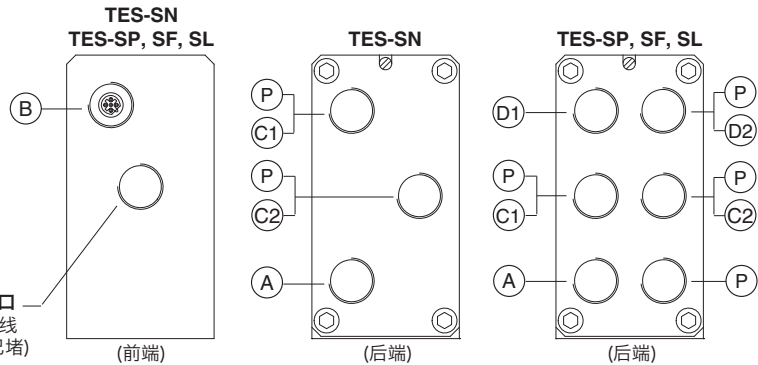 TES-SN
TES-SP, SF, SL
TES-SN
TES-SP, SF, SL
B
P
C1
P
C2
A
D1
P
D2
P
C1
P
C2
A
P
口
线
堵)
(前端)
(后端)
(后端)